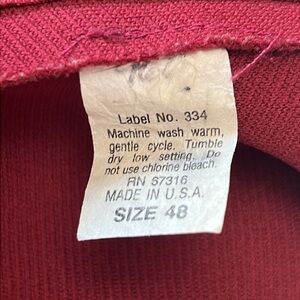 Label No. 334
Machine wash warm,
gentle cycle. Tumble
dry low setting. Do
not use chlorine bleach.
RN 67316
MADE IN U.S.A.
SIZE 48